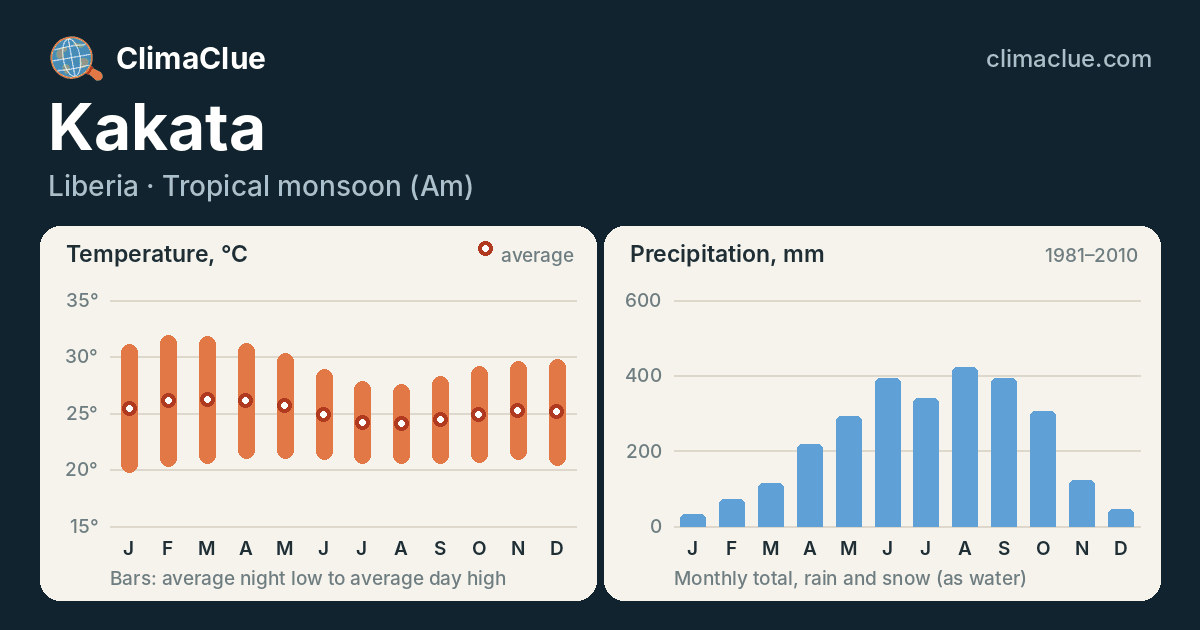 ClimaClue
climaclue.com
Kakata
Liberia · Tropical monsoon (Am)
Temperature, °C
average
35°
30°
25°
20°
15°
J F M A M J J A S O N D
Bars: average night low to average day high
Precipitation, mm
1981–2010
600
400
200
0
J F M A M J J A S O N D
Monthly total, rain and snow (as water)